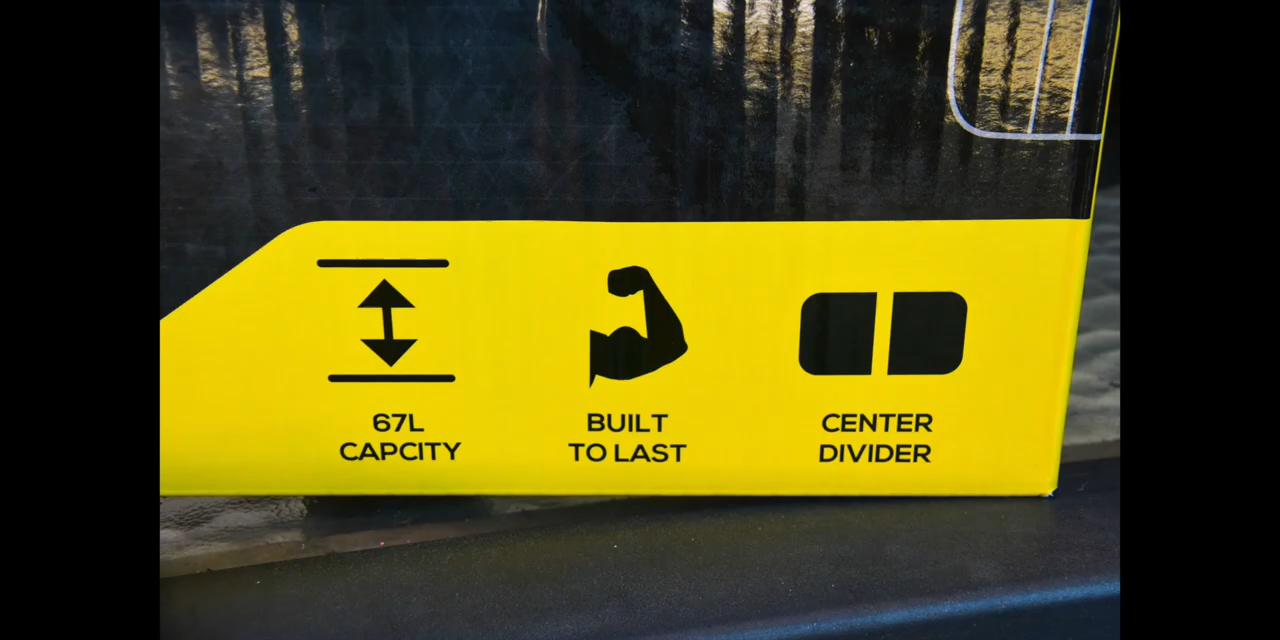 67L
CAPCITY
BUILT
TO LAST
CENTER
DIVIDER